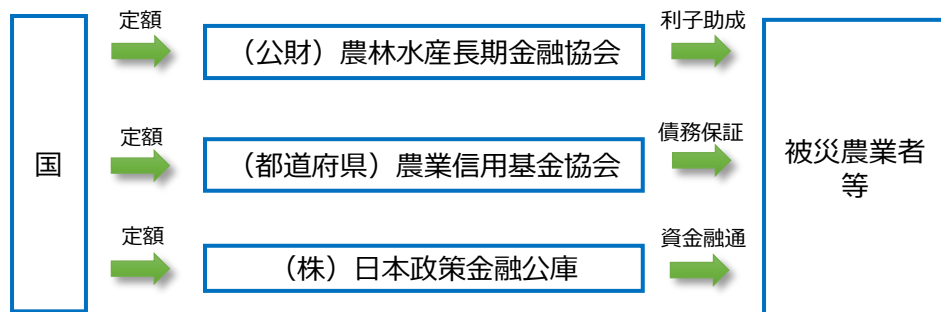 定額
利子助成
（公財）農林水産長期金融協会
国
定額
債務保証
（都道府県）農業信用基金協会
被災農業者
等
定額
資金融通
（株）日本政策金融公庫